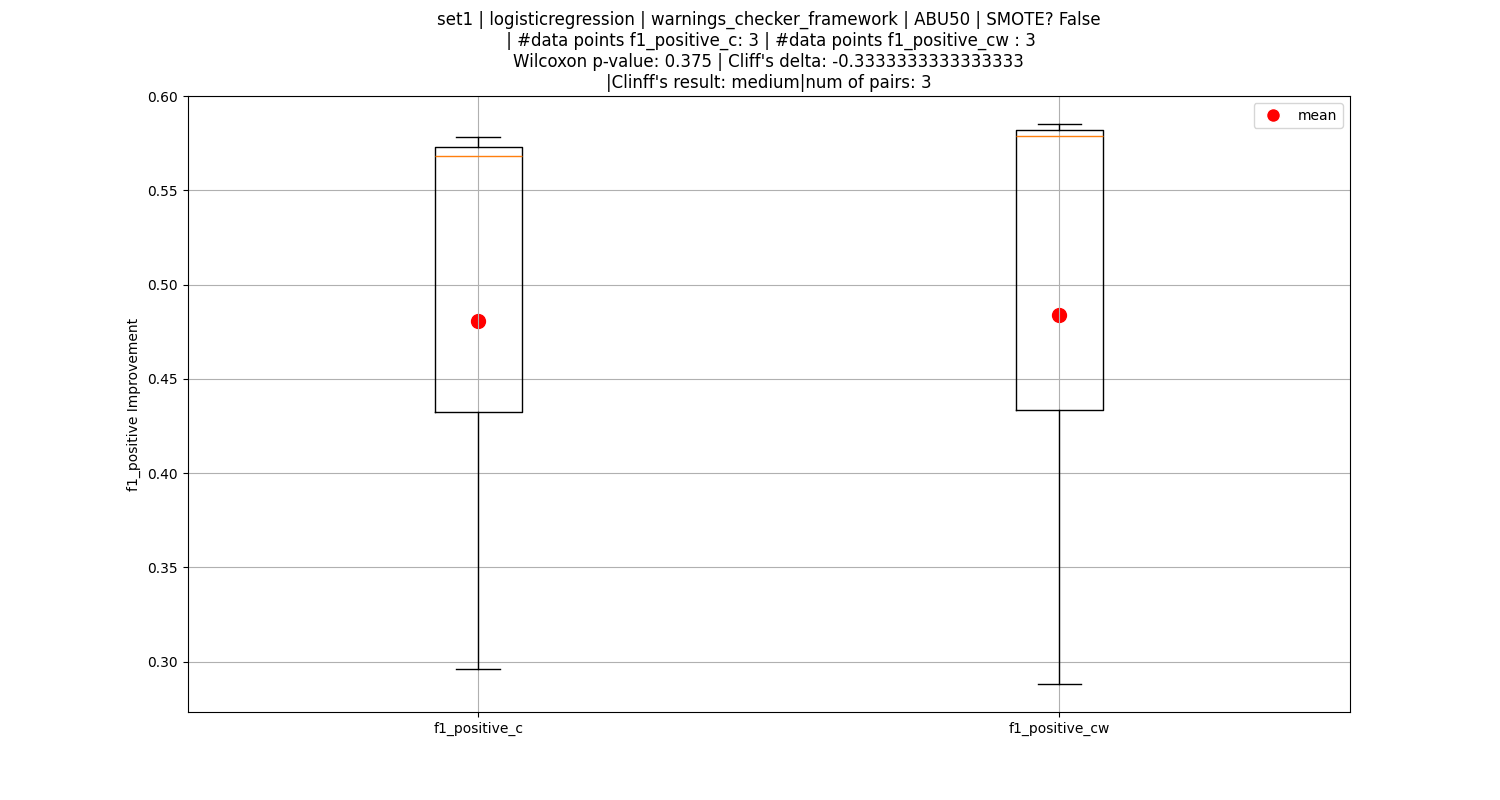 set1 | logisticregression | warnings_checker_framework | ABU50 | SMOTE? False
| #data points f1_positive_c: 3 | #data points f1_positive_cw : 3
Wilcoxon p-value: 0.375 | Cliff's delta: -0.3333333333333333
|Clinff's result: medium|num of pairs: 3
mean
f1_positive Improvement
0.60
0.55
0.50
0.45
0.40
0.35
0.30
f1_positive_c
f1_positive_cw